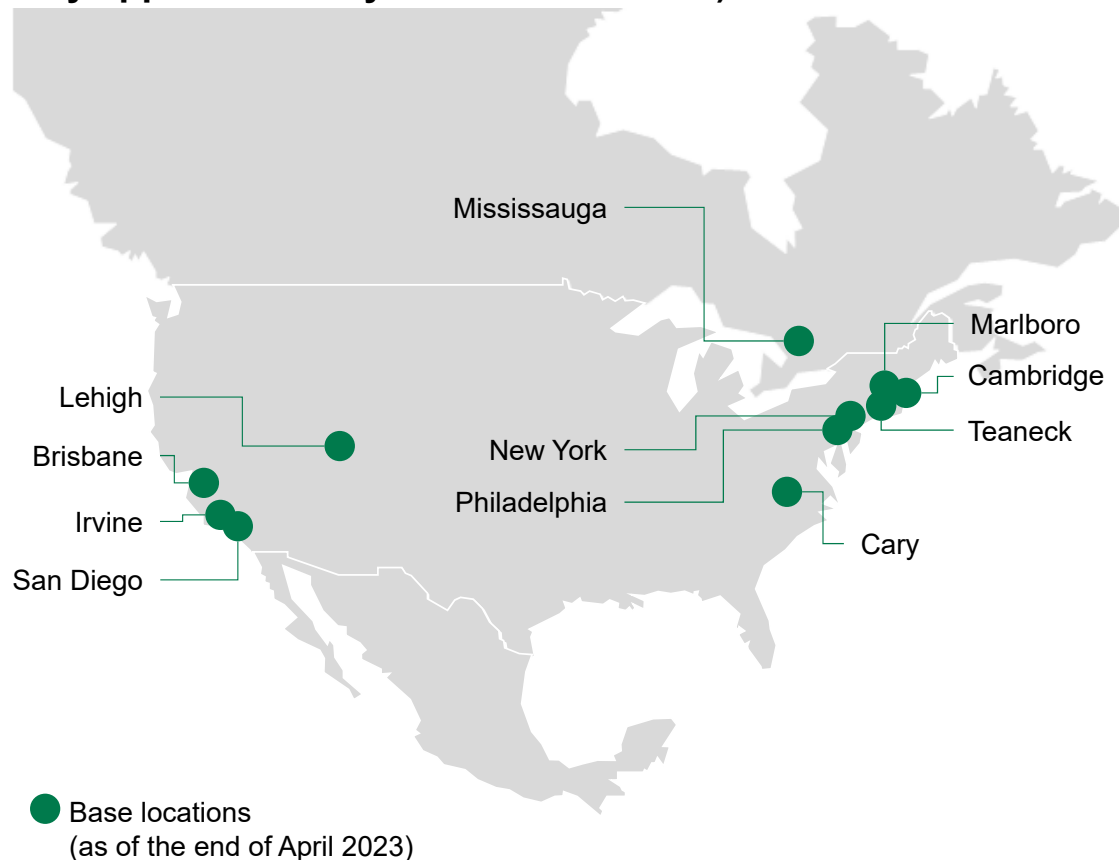 Mississauga
Marlboro
Cambridge
Lehigh
Teaneck
New York
Brisbane
Philadelphia
Irvine
Cary
San Diego
Base locations
(as of the end of April 2023)